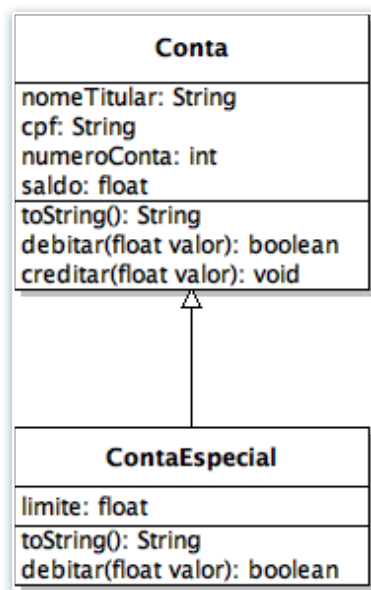 Conta
nomeTitular: String
cpf: String
numeroConta: int
saldo: float
toString(): String
debitar(float valor): boolean
creditar(float valor): void
ContaEspecial
limite: float
toString(): String
debitar(float valor): boolean